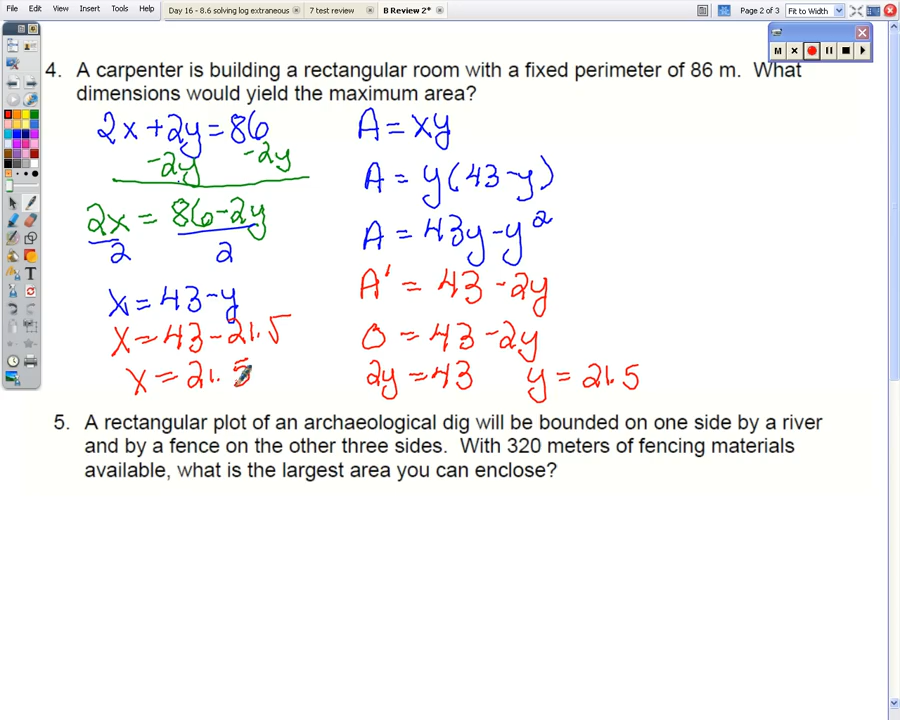 File Edit View Insert Tools Help Day 16 - 8.6 solving log extraneous 7 test review B Review 2* Page 2 of 3 Fit to Width
M
4. A carpenter is building a rectangular room with a fixed perimeter of 86 m. What
dimensions would yield the maximum area?
2x + 2y = 86
-2y -2y
2x = 86 - 2y
2 2
x = 43 - y
x = 43 - 21.5
x = 21.5
A = xy
A = y(43 - y)
A = 43y - y²
A' = 43 - 2y
0 = 43 - 2y
2y = 43 y = 21.5
5. A rectangular plot of an archaeological dig will be bounded on one side by a river
and by a fence on the other three sides. With 320 meters of fencing materials
available, what is the largest area you can enclose?
T